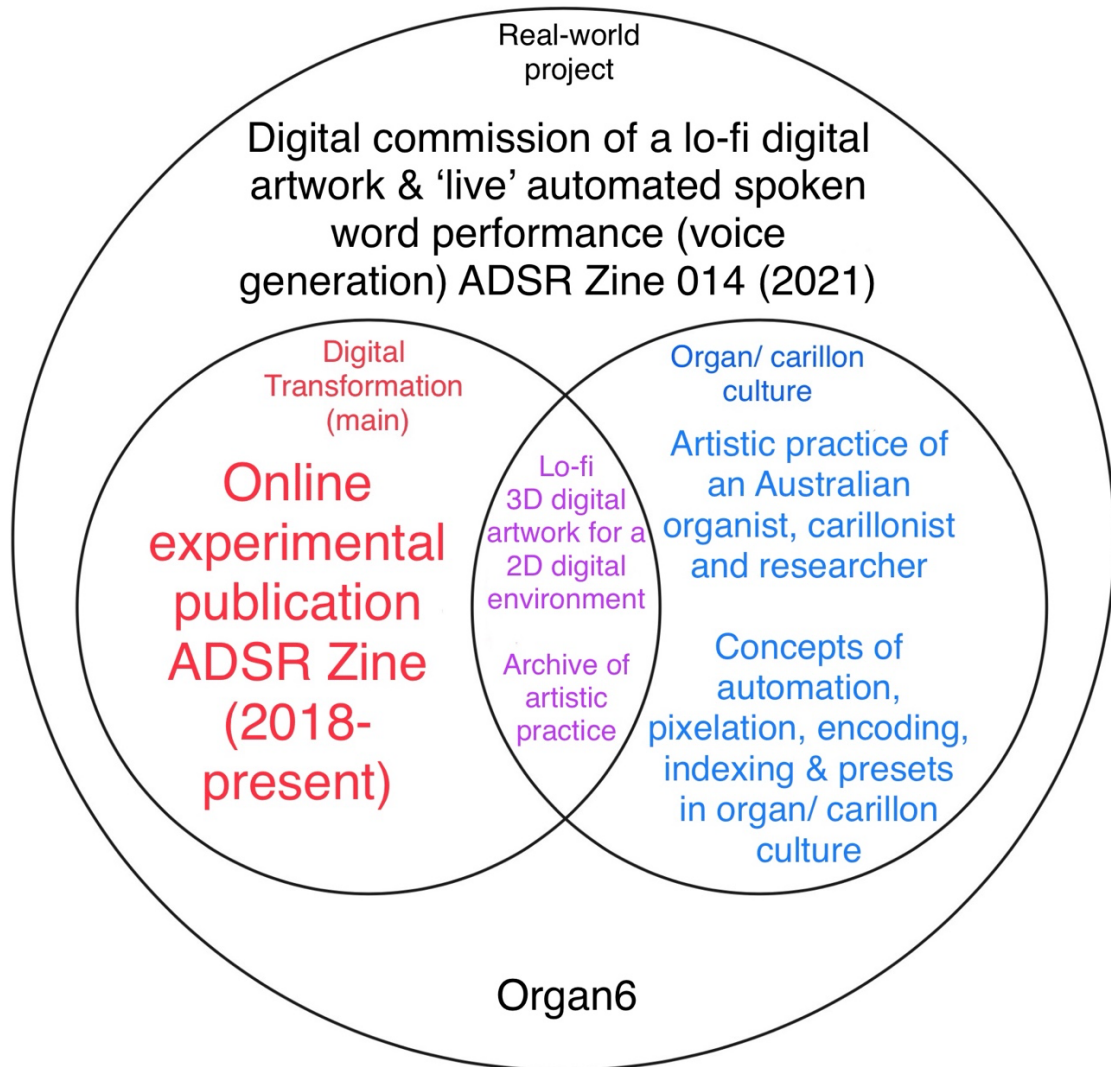 Real-world
project
Digital commission of a lo-fi digital
artwork & ‘live’ automated spoken
word performance (voice
generation) ADSR Zine 014 (2021)
Digital
Transformation
(main)
Online
experimental
publication
ADSR Zine
(2018-
present)
Lo-fi
3D digital
artwork for a
2D digital
environment
Archive of
artistic
practice
Organ/ carillon
culture
Artistic practice of
an Australian
organist, carillonist
and researcher
Concepts of
automation,
pixelation, encoding,
indexing & presets
in organ/ carillon
culture
Organ6